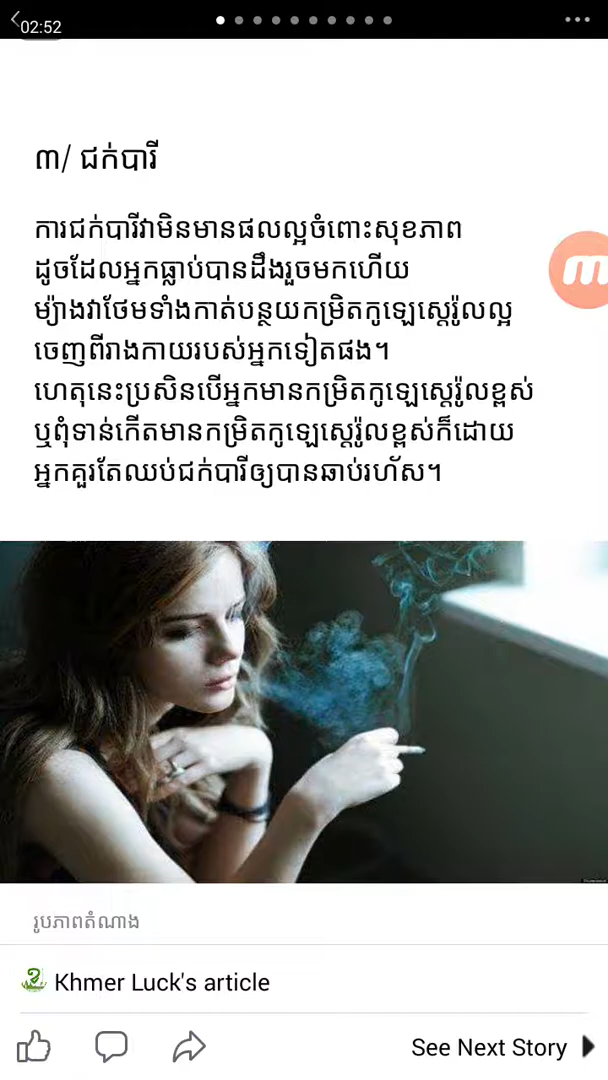 02:52
៣/ ជក់បារី
ការជក់បារីវាមិនមានផលល្អចំពោះសុខភាព
ដូចដែលអ្នកធ្លាប់បានដឹងរួចមកហើយ
ម៉្យាងវាថែមទាំងកាត់បន្ថយកម្រិតកូឡេស្តេរ៉ូលល្អ
ចេញពីរាងកាយរបស់អ្នកទៀតផង។
ហេតុនេះប្រសិនបើអ្នកមានកម្រិតកូឡេស្តេរ៉ូលខ្ពស់
ឬពុំទាន់កើតមានកម្រិតកូឡេស្តេរ៉ូលខ្ពស់ក៏ដោយ
អ្នកគួរតែឈប់ជក់បារីឲ្យបានឆាប់រហ័ស។
រូបភាពតំណាង
Khmer Luck's article
See Next Story